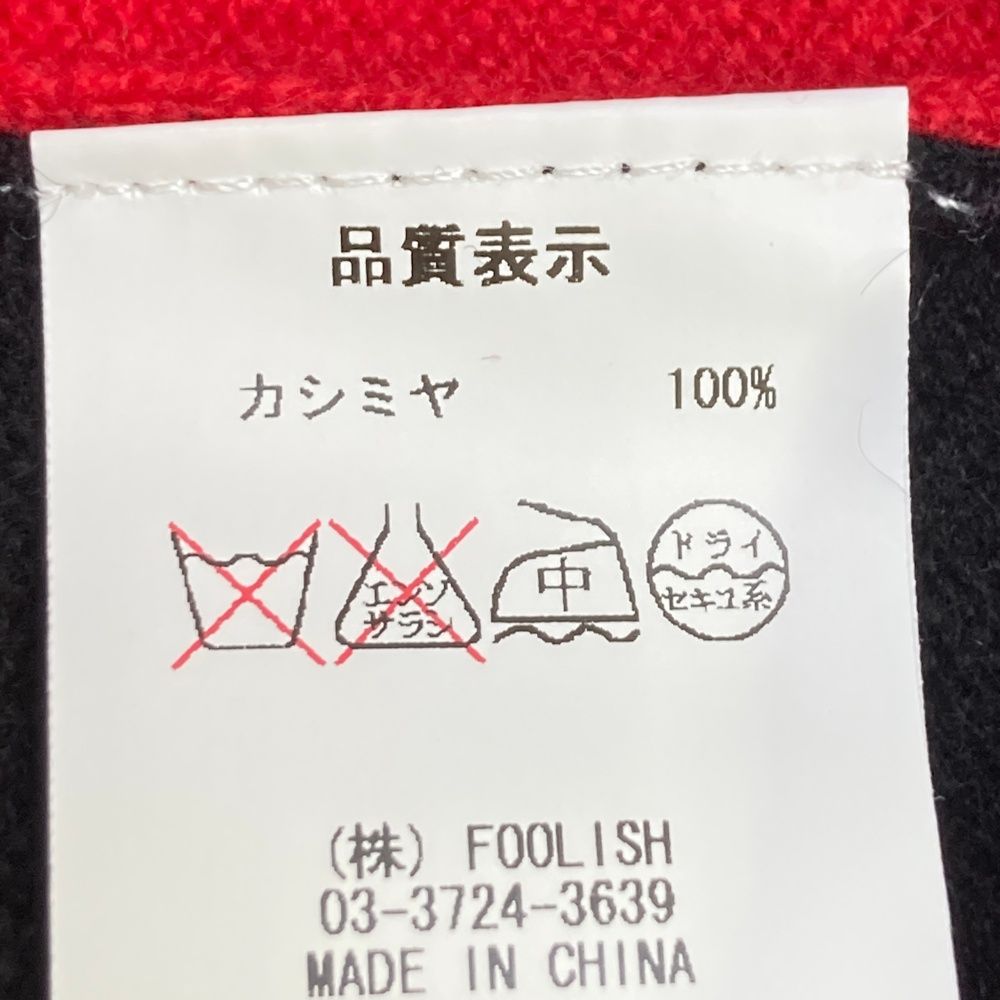 品質表示
カシミヤ 100%
エンソ
サラシ
中
ドライ
セキユ系
(株) FOOLISH
03-3724-3639
MADE IN CHINA